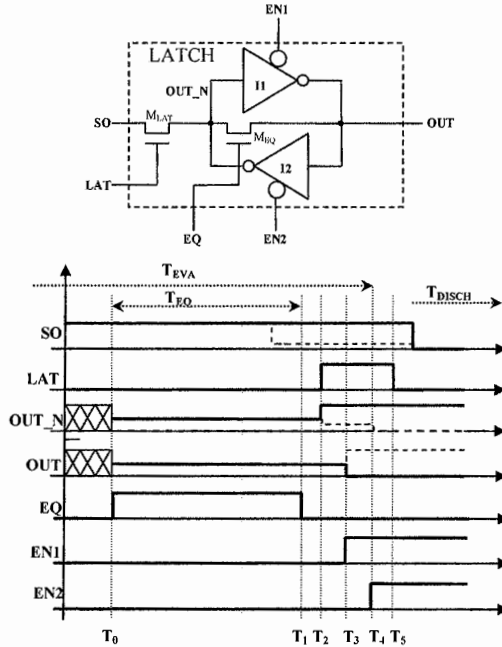 EN1
LATCH
I1
OUT_N
SO
M_LAT
M_EQ
OUT
I2
LAT
EQ
EN2
T_EVA
T_EQ
T_DISCH
SO
LAT
OUT_N
OUT
EQ
EN1
EN2
T_0 T_1 T_2 T_3 T_4 T_5